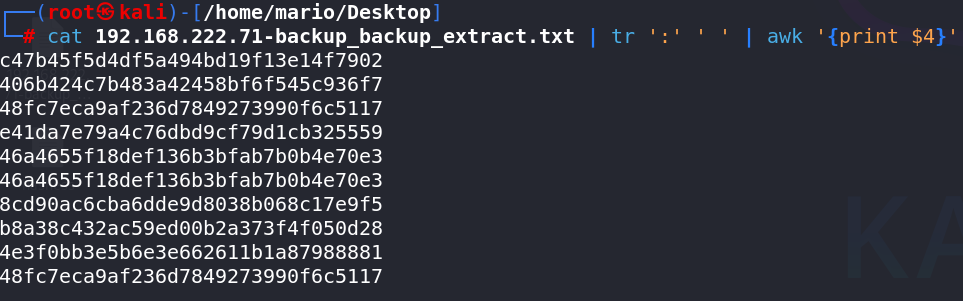 (root㉿kali)-[/home/mario/Desktop]
# cat 192.168.222.71-backup_backup_extract.txt | tr ':' ' ' | awk '{print $4}'
c47b45f5d4df5a494bd19f13e14f7902
406b424c7b483a42458bf6f545c936f7
48fc7eca9af236d7849273990f6c5117
e41da7e79a4c76dbd9cf79d1cb325559
46a4655f18def136b3bfab7b0b4e70e3
46a4655f18def136b3bfab7b0b4e70e3
8cd90ac6cba6dde9d8038b068c17e9f5
b8a38c432ac59ed00b2a373f4f050d28
4e3f0bb3e5b6e3e662611b1a87988881
48fc7eca9af236d7849273990f6c5117
KA